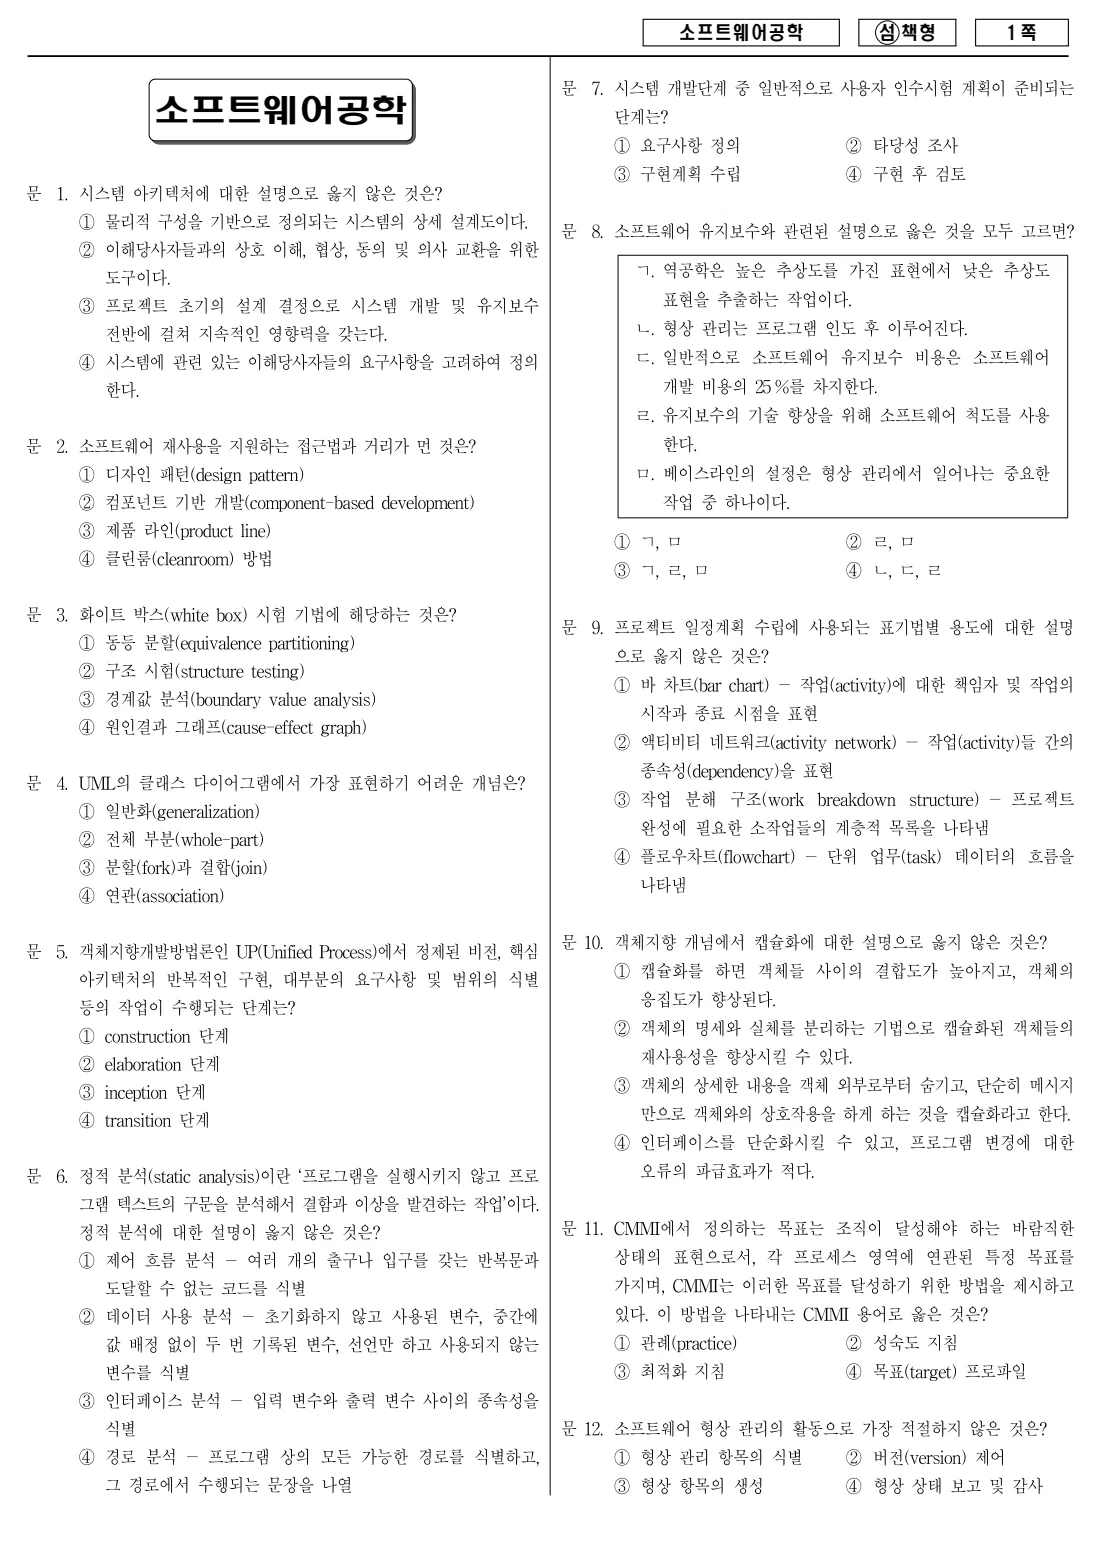 소프트웨어공학
섬책형
1 쪽
소프트웨어공학
문 1. 시스템 아키텍처에 대한 설명으로 옳지 않은 것은?
① 물리적 구성을 기반으로 정의되는 시스템의 상세 설계도이다.
② 이해당사자들과의 상호 이해, 협상, 동의 및 의사 교환을 위한
도구이다.
③ 프로젝트 초기의 설계 결정으로 시스템 개발 및 유지보수
전반에 걸쳐 지속적인 영향력을 갖는다.
④ 시스템에 관련 있는 이해당사자들의 요구사항을 고려하여 정의
한다.
문 2. 소프트웨어 재사용을 지원하는 접근법과 거리가 먼 것은?
① 디자인 패턴(design pattern)
② 컴포넌트 기반 개발(component-based development)
③ 제품 라인(product line)
④ 클린룸(cleanroom) 방법
문 3. 화이트 박스(white box) 시험 기법에 해당하는 것은?
① 동등 분할(equivalence partitioning)
② 구조 시험(structure testing)
③ 경계값 분석(boundary value analysis)
④ 원인결과 그래프(cause-effect graph)
문 4. UML의 클래스 다이어그램에서 가장 표현하기 어려운 개념은?
① 일반화(generalization)
② 전체 부분(whole-part)
③ 분할(fork)과 결합(join)
④ 연관(association)
문 5. 객체지향개발방법론인 UP(Unified Process)에서 정제된 비전, 핵심
아키텍처의 반복적인 구현, 대부분의 요구사항 및 범위의 식별
등의 작업이 수행되는 단계는?
① construction 단계
② elaboration 단계
③ inception 단계
④ transition 단계
문 6. 정적 분석(static analysis)이란 ‘프로그램을 실행시키지 않고 프로
그램 텍스트의 구문을 분석해서 결함과 이상을 발견하는 작업’이다.
정적 분석에 대한 설명이 옳지 않은 것은?
① 제어 흐름 분석 － 여러 개의 출구나 입구를 갖는 반복문과
도달할 수 없는 코드를 식별
② 데이터 사용 분석 － 초기화하지 않고 사용된 변수, 중간에
값 배정 없이 두 번 기록된 변수, 선언만 하고 사용되지 않는
변수를 식별
③ 인터페이스 분석 － 입력 변수와 출력 변수 사이의 종속성을
식별
④ 경로 분석 － 프로그램 상의 모든 가능한 경로를 식별하고,
그 경로에서 수행되는 문장을 나열
문 7. 시스템 개발단계 중 일반적으로 사용자 인수시험 계획이 준비되는
단계는?
① 요구사항 정의 ② 타당성 조사
③ 구현계획 수립 ④ 구현 후 검토
문 8. 소프트웨어 유지보수와 관련된 설명으로 옳은 것을 모두 고르면?
ㄱ. 역공학은 높은 추상도를 가진 표현에서 낮은 추상도
표현을 추출하는 작업이다.
ㄴ. 형상 관리는 프로그램 인도 후 이루어진다.
ㄷ. 일반적으로 소프트웨어 유지보수 비용은 소프트웨어
개발 비용의 25 %를 차지한다.
ㄹ. 유지보수의 기술 향상을 위해 소프트웨어 척도를 사용
한다.
ㅁ. 베이스라인의 설정은 형상 관리에서 일어나는 중요한
작업 중 하나이다.
① ㄱ, ㅁ ② ㄹ, ㅁ
③ ㄱ, ㄹ, ㅁ ④ ㄴ, ㄷ, ㄹ
문 9. 프로젝트 일정계획 수립에 사용되는 표기법별 용도에 대한 설명
으로 옳지 않은 것은?
① 바 차트(bar chart) － 작업(activity)에 대한 책임자 및 작업의
시작과 종료 시점을 표현
② 액티비티 네트워크(activity network) － 작업(activity)들 간의
종속성(dependency)을 표현
③ 작업 분해 구조(work breakdown structure) － 프로젝트
완성에 필요한 소작업들의 계층적 목록을 나타냄
④ 플로우차트(flowchart) － 단위 업무(task) 데이터의 흐름을
나타냄
문 10. 객체지향 개념에서 캡슐화에 대한 설명으로 옳지 않은 것은?
① 캡슐화를 하면 객체들 사이의 결합도가 높아지고, 객체의
응집도가 향상된다.
② 객체의 명세와 실체를 분리하는 기법으로 캡슐화된 객체들의
재사용성을 향상시킬 수 있다.
③ 객체의 상세한 내용을 객체 외부로부터 숨기고, 단순히 메시지
만으로 객체와의 상호작용을 하게 하는 것을 캡슐화라고 한다.
④ 인터페이스를 단순화시킬 수 있고, 프로그램 변경에 대한
오류의 파급효과가 적다.
문 11. CMMI에서 정의하는 목표는 조직이 달성해야 하는 바람직한
상태의 표현으로서, 각 프로세스 영역에 연관된 특정 목표를
가지며, CMMI는 이러한 목표를 달성하기 위한 방법을 제시하고
있다. 이 방법을 나타내는 CMMI 용어로 옳은 것은?
① 관례(practice) ② 성숙도 지침
③ 최적화 지침 ④ 목표(target) 프로파일
문 12. 소프트웨어 형상 관리의 활동으로 가장 적절하지 않은 것은?
① 형상 관리 항목의 식별 ② 버전(version) 제어
③ 형상 항목의 생성 ④ 형상 상태 보고 및 감사